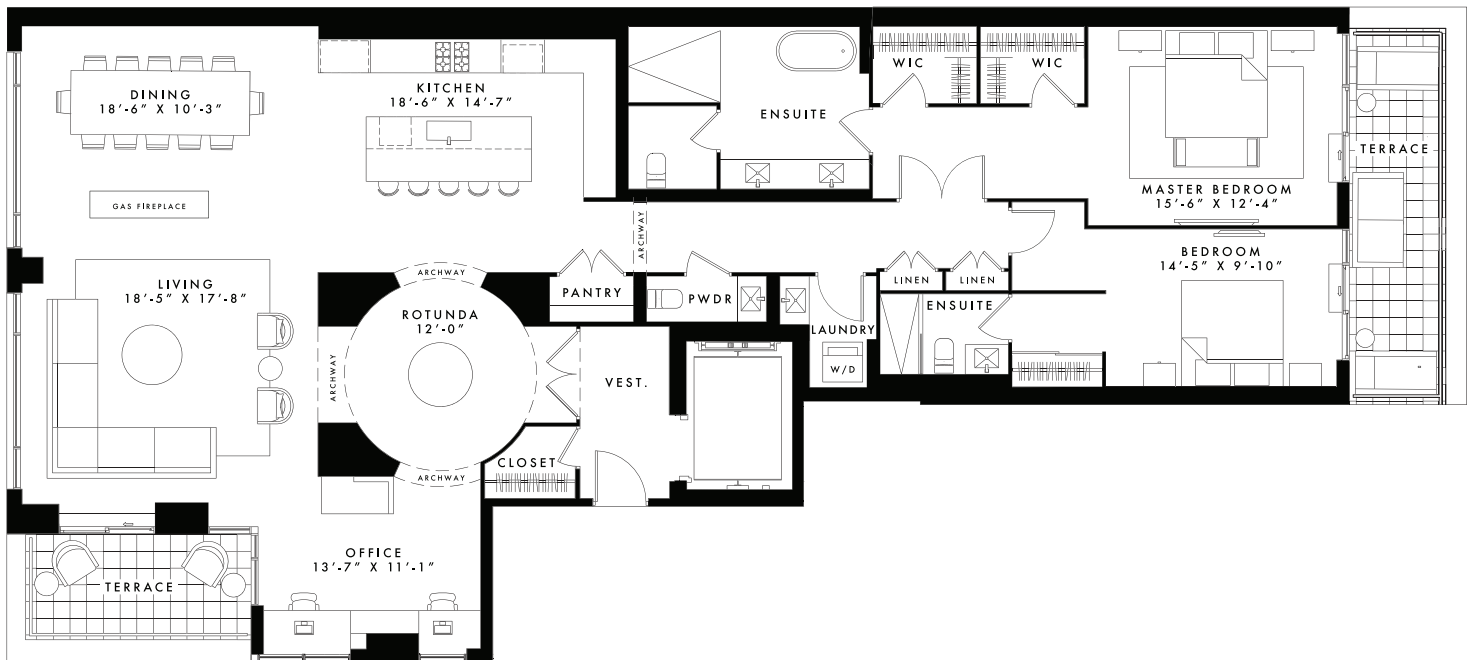 DINING
18'-6" X 10'-3"
KITCHEN
18'-6" X 14'-7"
ENSUITE
WIC
WIC
TERRACE
MASTER BEDROOM
15'-6" X 12'-4"
GAS FIREPLACE
ARCHWAY
BEDROOM
14'-5" X 9'-10"
LIVING
18'-5" X 17'-8"
ARCHWAY
ROTUNDA
12'-0"
PANTRY
PWDR
LINEN
LINEN
ENSUITE
LAUNDRY
W/D
ARCHWAY
VEST.
CLOSET
ARCHWAY
OFFICE
13'-7" X 11'-1"
TERRACE